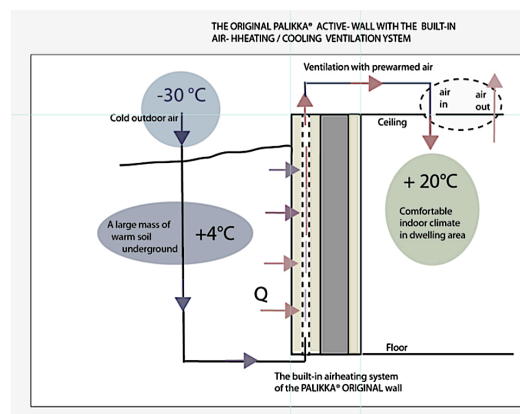 THE ORIGINAL PALIKKA® ACTIVE- WALL WITH THE BUILT-IN
AIR- HHEATING / COOLING VENTILATION YSTEM
Ventilation with prewarmed air
-30 °C
Cold outdoor air
air
in
air
out
Ceiling
+ 20°C
Comfortable
indoor climate
in dwelling area
A large mass of
warm soil
underground
+4°C
Q
Floor
The built-in airheating system
of the PALIKKA® ORIGINAL wall